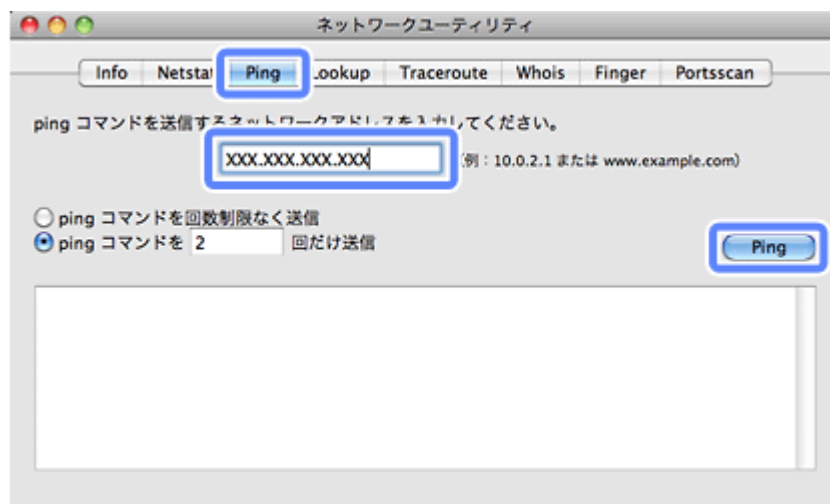 ネットワークユーティリティ
Info Netstat Ping Lookup Traceroute Whois Finger Portsscan
ping コマンドを送信するネットワークアドレスを入力してください。
XXX.XXX.XXX.XXX (例：10.0.2.1 または www.example.com)
ping コマンドを回数制限なく送信
ping コマンドを 2 回だけ送信
Ping